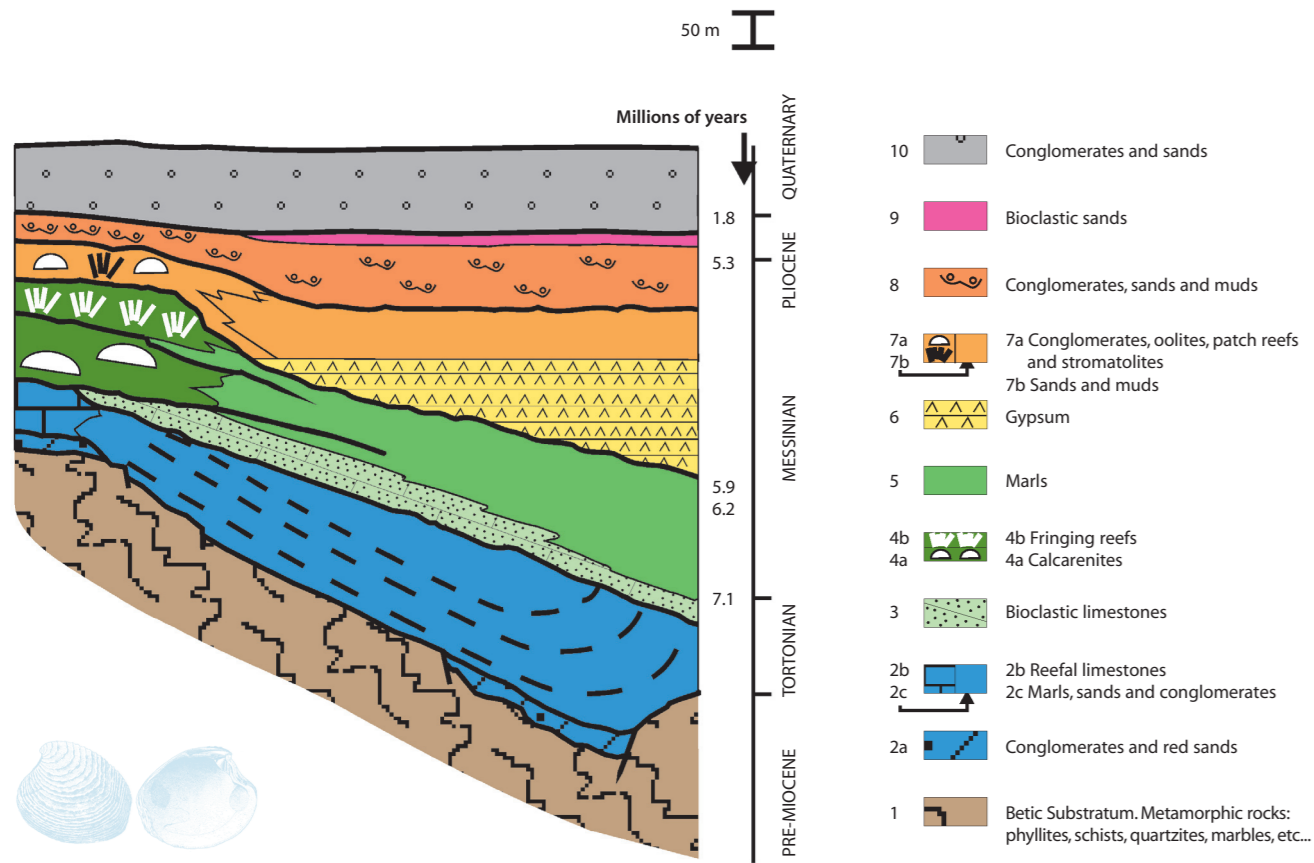 50 m
Millions of years
QUATERNARY
1.8
PLIOCENE
5.3
MESSINIAN
5.9
6.2
7.1
TORTONIAN
PRE-MIOCENE
10 Conglomerates and sands
9 Bioclastic sands
8 Conglomerates, sands and muds
7a 7a Conglomerates, oolites, patch reefs
and stromatolites
7b 7b Sands and muds
6 Gypsum
5 Marls
4b 4b Fringing reefs
4a 4a Calcarenites
3 Bioclastic limestones
2b 2b Reefal limestones
2c 2c Marls, sands and conglomerates
2a Conglomerates and red sands
1 Betic Substratum. Metamorphic rocks:
phyllites, schists, quartzites, marbles, etc...